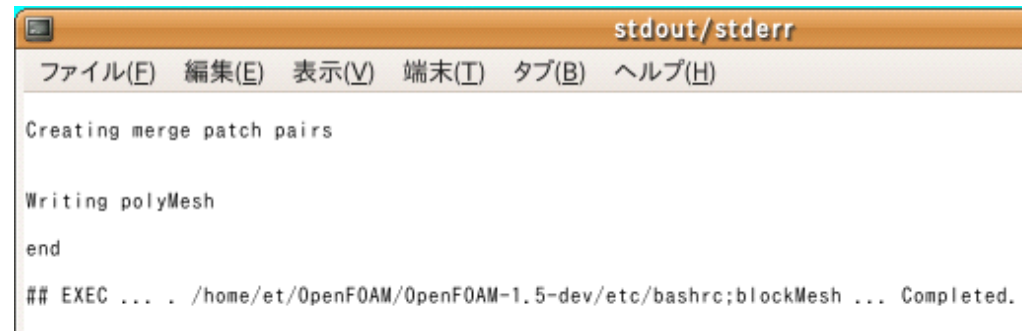 stdout/stderr
ファイル(F) 編集(E) 表示(V) 端末(T) タブ(B) ヘルプ(H)
Creating merge patch pairs
Writing polyMesh
end
## EXEC ... . /home/et/OpenFOAM/OpenFOAM-1.5-dev/etc/bashrc;blockMesh ... Completed.